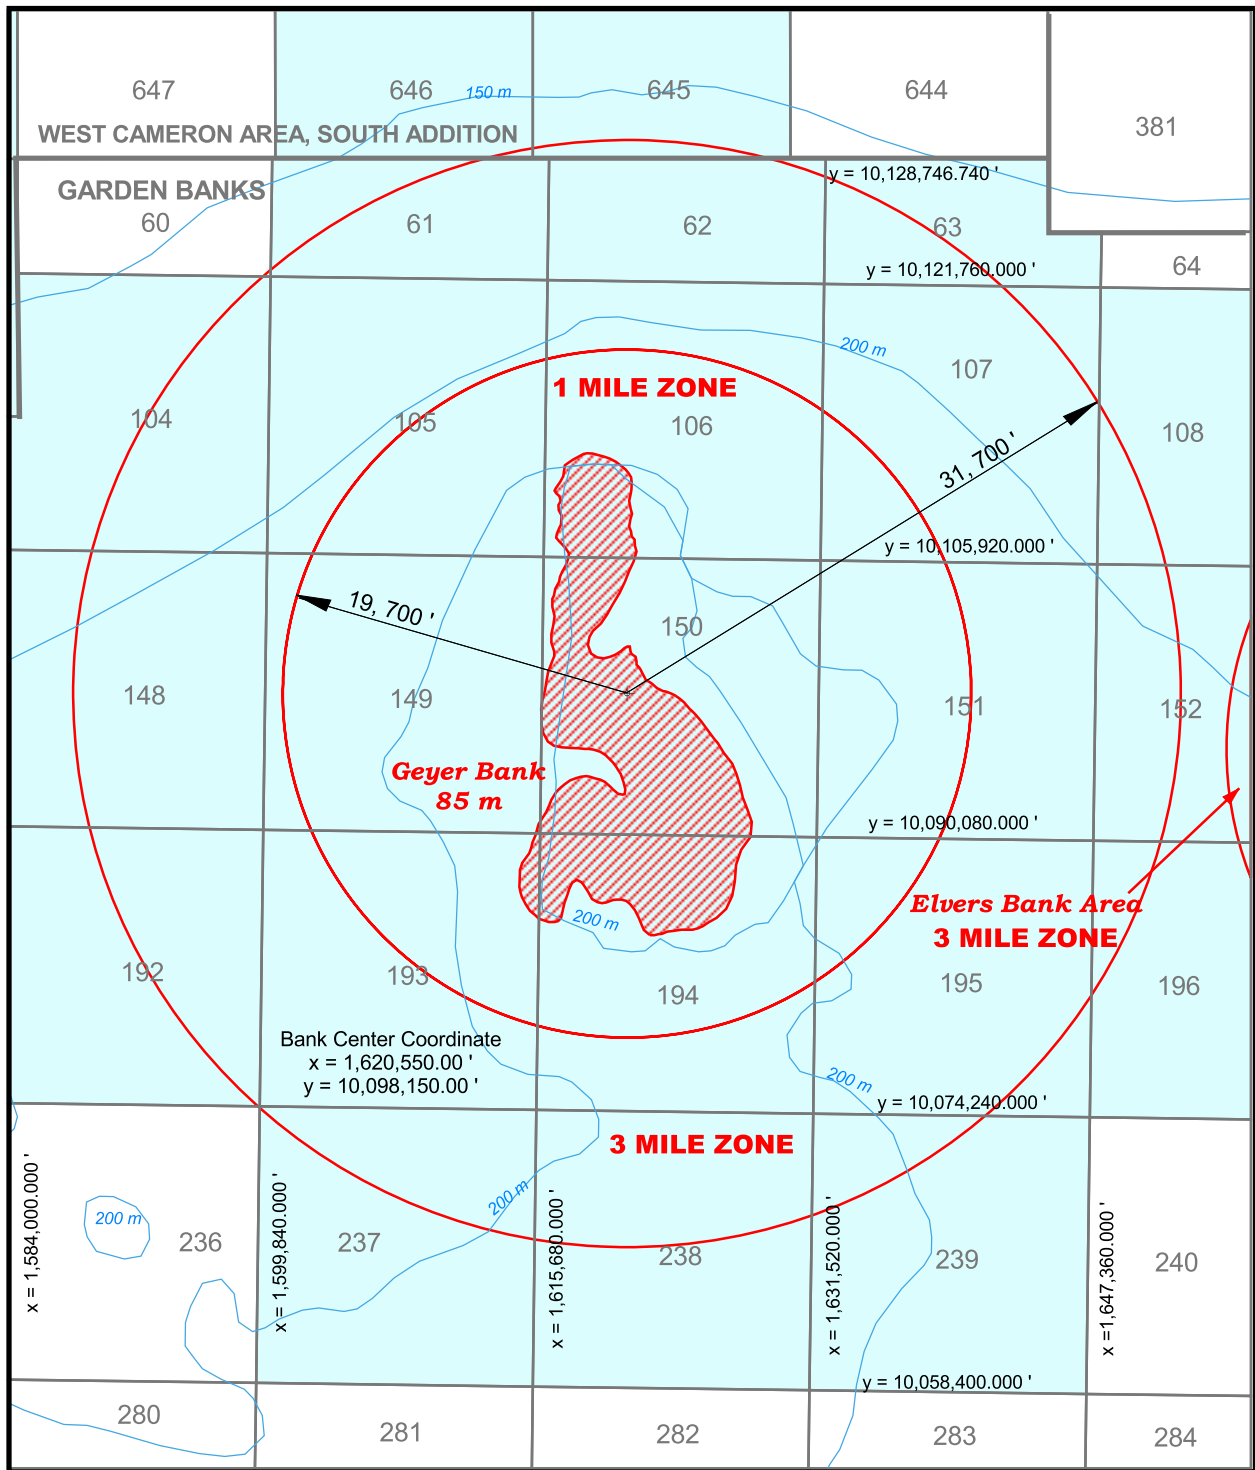 647
646
150 m
645
644
381
WEST CAMERON AREA, SOUTH ADDITION
GARDEN BANKS
y = 10,128,746.740 '
60
61
62
63
64
y = 10,121,760.000 '
200 m
107
1 MILE ZONE
104
105
106
108
31, 700 '
y = 10,105,920.000 '
19, 700 '
150
148
149
151
152
Geyer Bank
85 m
y = 10,090,080.000 '
Elvers Bank Area
3 MILE ZONE
200 m
192
193
194
195
196
Bank Center Coordinate
x = 1,620,550.00 '
y = 10,098,150.00 '
200 m
y = 10,074,240.000 '
3 MILE ZONE
x = 1,584,000.000 '
x = 1,599,840.000 '
x = 1,615,680.000 '
x = 1,631,520.000 '
x =1,647,360.000 '
200 m
200 m
236
237
238
239
240
y = 10,058,400.000 '
280
281
282
283
284